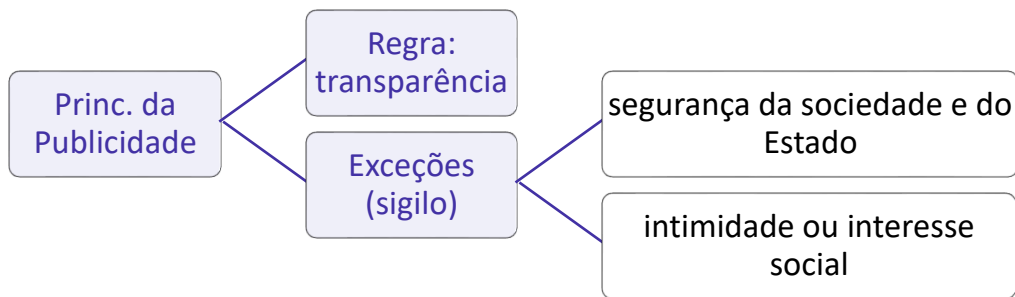 Princ. da
Publicidade
Regra:
transparência
Exceções
(sigilo)
segurança da sociedade e do
Estado
intimidade ou interesse
social